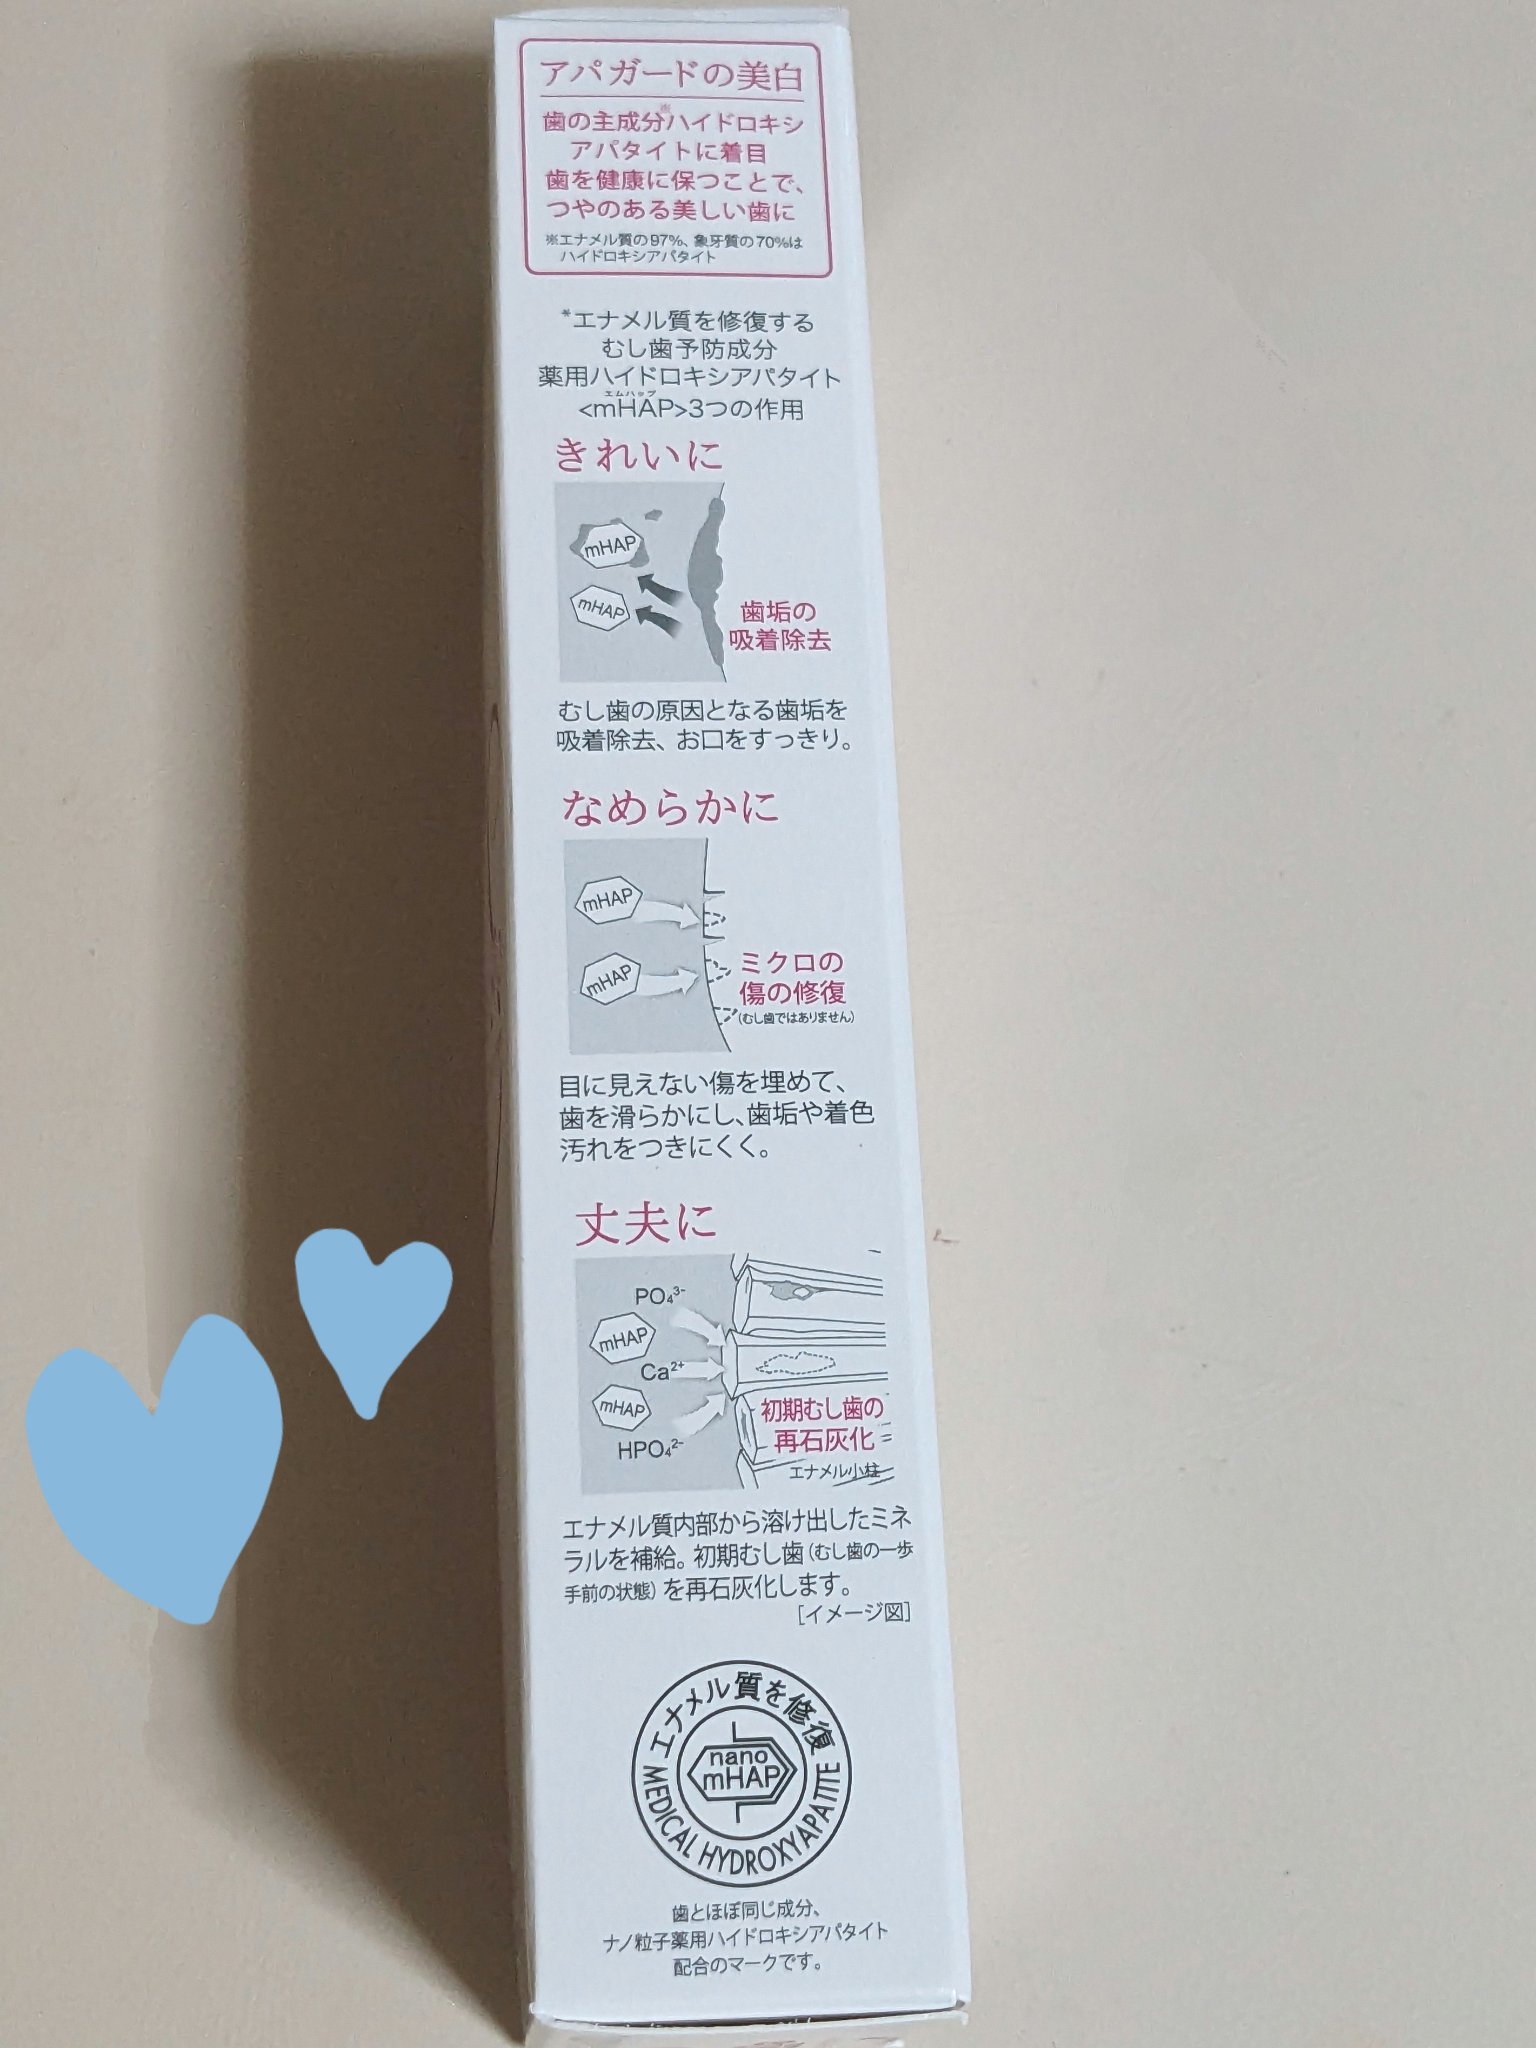 アパガードの美白
歯の主成分※ハイドロキシ
アパタイトに着目
歯を健康に保つことで、
つやのある美しい歯に
※エナメル質の97%、象牙質の70%は
ハイドロキシアパタイト
*エナメル質を修復する
むし歯予防成分
薬用ハイドロキシアパタイト
エムハップ
<mHAP>3つの作用
きれいに
mHAP
mHAP
歯垢の
吸着除去
むし歯の原因となる歯垢を
吸着除去、お口をすっきり。
なめらかに
mHAP
mHAP
ミクロの
傷の修復
(むし歯ではありません)
目に見えない傷を埋めて、
歯を滑らかにし、歯垢や着色
汚れをつきにくく。
丈夫に
PO₄³⁻
mHAP
Ca²⁺
mHAP
HPO₄²⁻
初期むし歯の
再石灰化
エナメル小柱
エナメル質内部から溶け出したミネ
ラルを補給。初期むし歯(むし歯の一歩
手前の状態)を再石灰化します。
[イメージ図]
エナメル質を修復
nano
mHAP
MEDICAL HYDROXYAPATITE
歯とほぼ同じ成分、
ナノ粒子薬用ハイドロキシアパタイト
配合のマークです。